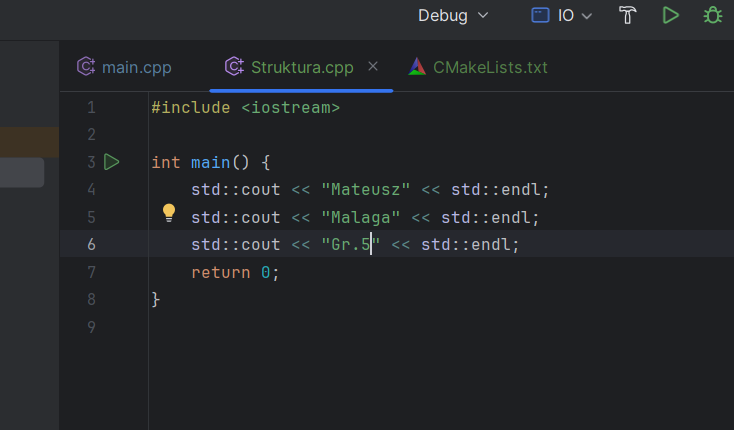 Debug IO
main.cpp Struktura.cpp CMakeLists.txt
1 #include <iostream>
2
3 int main() {
4 std::cout << "Mateusz" << std::endl;
5 std::cout << "Malaga" << std::endl;
6 std::cout << "Gr.5" << std::endl;
7 return 0;
8 }
9